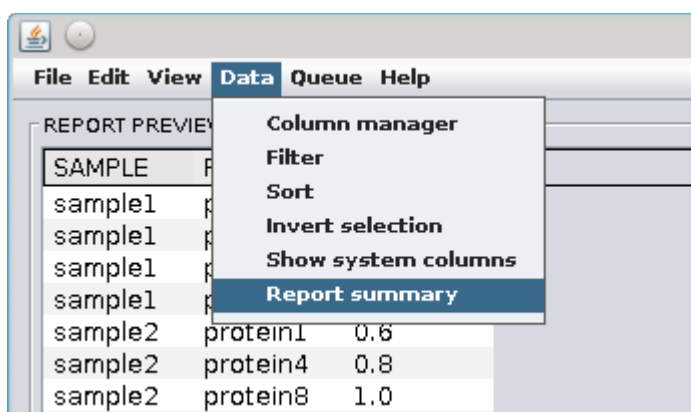 File Edit View Data Queue Help
REPORT PREVIE
Column manager
Filter
Sort
Invert selection
Show system columns
Report summary
SAMPLE
sample1
sample1
sample1
sample1
sample2 protein1 0.6
sample2 protein4 0.8
sample2 protein8 1.0